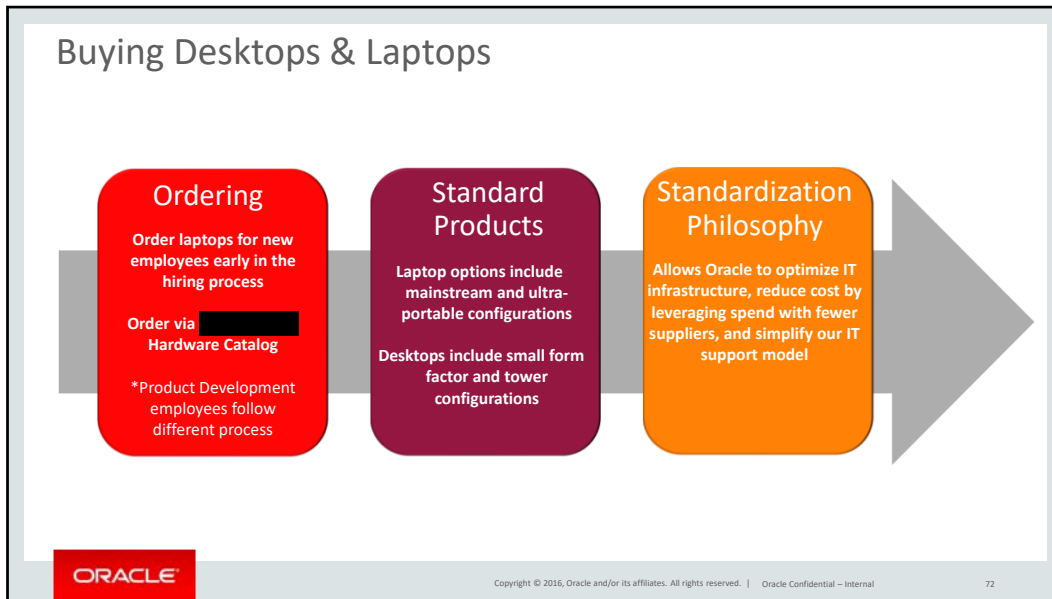 Buying Desktops & Laptops
Ordering
Order laptops for new
employees early in the
hiring process
Order via
Hardware Catalog
*Product Development
employees follow
different process
Standard
Products
Laptop options include
mainstream and ultra-
portable configurations
Desktops include small form
factor and tower
configurations
Standardization
Philosophy
Allows Oracle to optimize IT
infrastructure, reduce cost by
leveraging spend with fewer
suppliers, and simplify our IT
support model
ORACLE®
Copyright © 2016, Oracle and/or its affiliates. All rights reserved. | Oracle Confidential – Internal 72